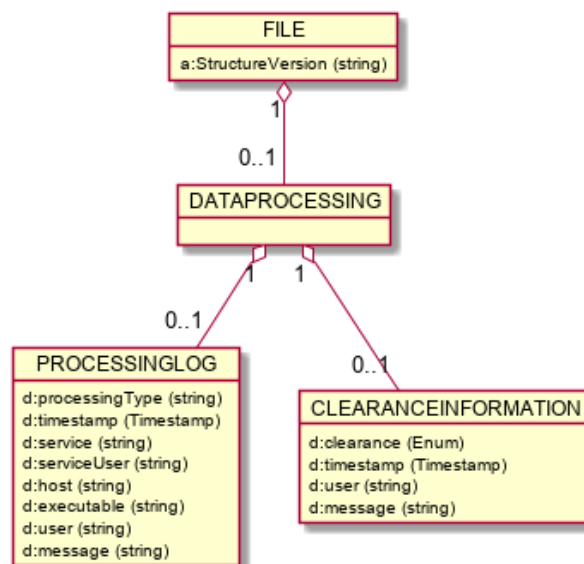 FILE
a:StructureVersion (string)
1
0..1
DATAPROCESSING
1
1
0..1
0..1
PROCESSINGLOG
d:processingType (string)
d:timestamp (Timestamp)
d:service (string)
d:serviceUser (string)
d:host (string)
d:executable (string)
d:user (string)
d:message (string)
CLEARANCEINFORMATION
d:clearance (Enum)
d:timestamp (Timestamp)
d:user (string)
d:message (string)